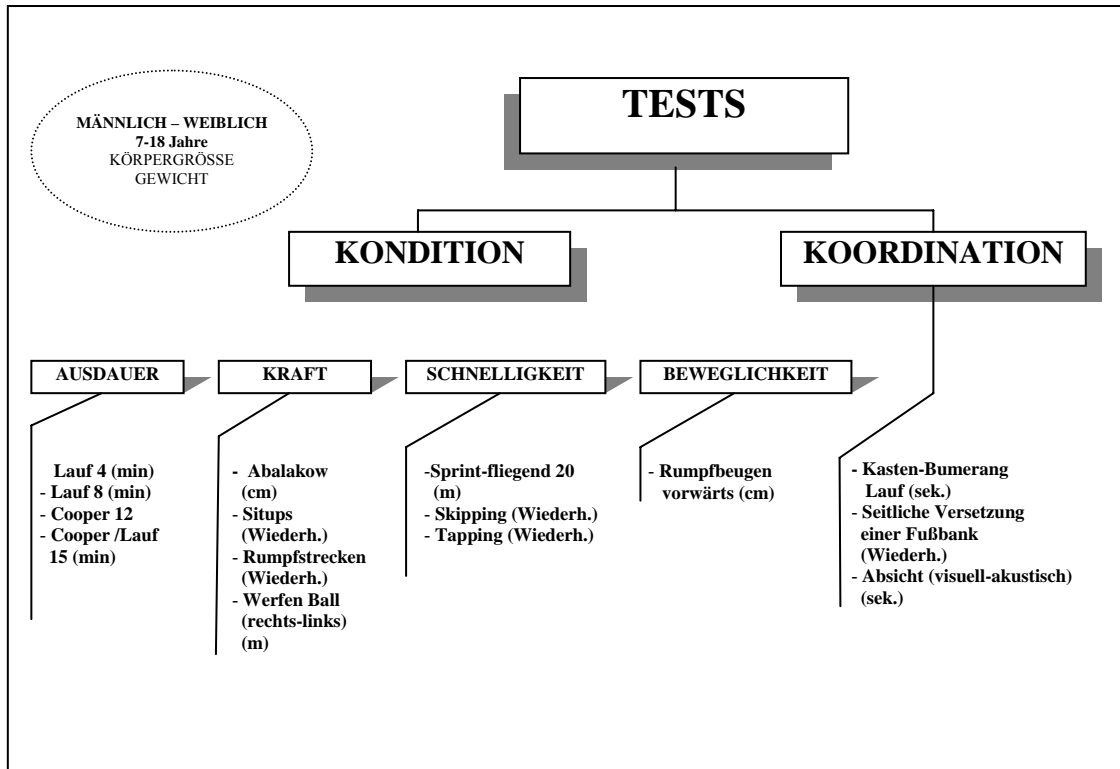 MÄNNLICH – WEIBLICH
7-18 Jahre
KÖRPERGRÖSSE
GEWICHT
TESTS
KONDITION
KOORDINATION
AUSDAUER
KRAFT
SCHNELLIGKEIT
BEWEGLICHKEIT
Lauf 4 (min)
- Lauf 8 (min)
- Cooper 12
- Cooper /Lauf
15 (min)
- Abalakow
(cm)
- Situps
(Wiederh.)
- Rumpfstrecken
(Wiederh.)
- Werfen Ball
(rechts-links)
(m)
-Sprint-fliegend 20
(m)
- Skipping (Wiederh.)
- Tapping (Wiederh.)
- Rumpfbeugen
vorwärts (cm)
- Kasten-Bumerang
Lauf (sek.)
- Seitliche Versetzung
einer Fußbank
(Wiederh.)
- Absicht (visuell-akustisch)
(sek.)